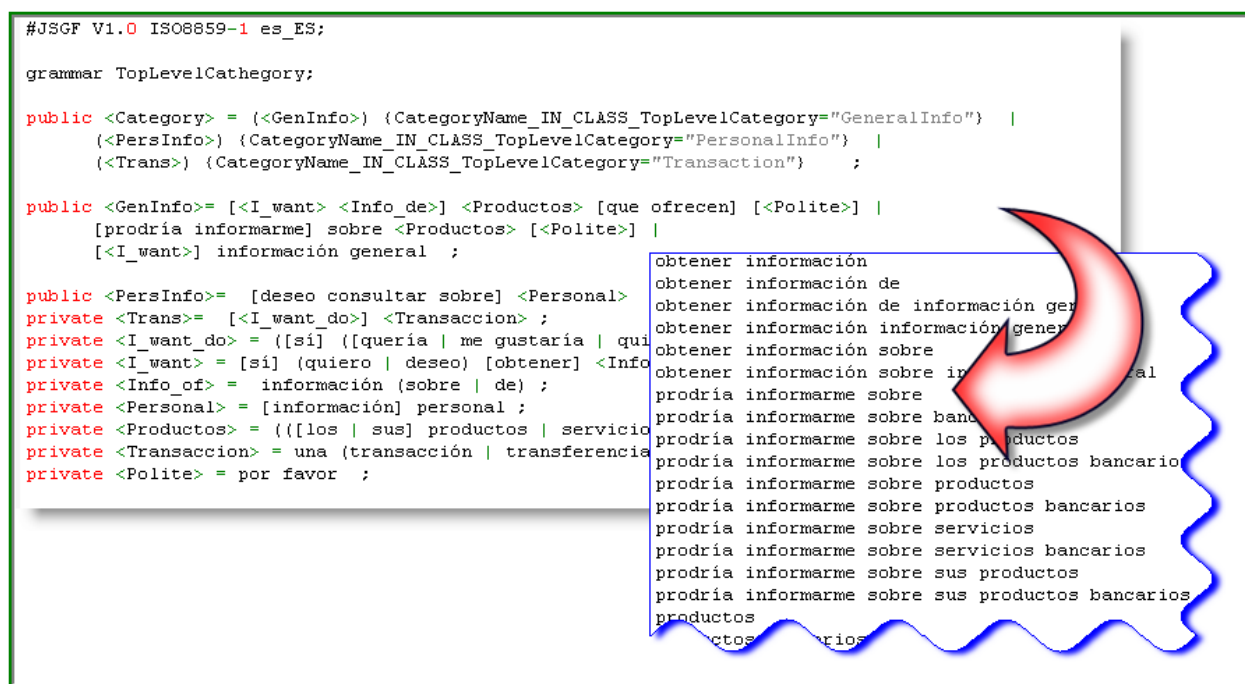 #JSGF V1.0 ISO8859-1 es_ES;
grammar TopLevelCathegory;
public <Category> = (<GenInfo>) {CategoryName_IN_CLASS_TopLevelCategory="GeneralInfo"} |
(<PersInfo>) {CategoryName_IN_CLASS_TopLevelCategory="PersonalInfo"} |
(<Trans>) {CategoryName_IN_CLASS_TopLevelCategory="Transaction"} ;
public <GenInfo>= [<I_want> <Info_de>] <Productos> [que ofrecen] [<Polite>] |
[prodría informarme] sobre <Productos> [<Polite>] |
[<I_want>] información general ;
public <PersInfo>= [deseo consultar sobre] <Personal>
private <Trans>= [<I_want_do>] <Transaccion> ;
private <I_want_do> = ([sí] ([quería | me gustaría |
private <I_want> = [sí] (quiero | deseo) [obtener]
private <Info_of> = información (sobre | de) ;
private <Personal> = [información] personal ;
private <Productos> = (([los | sus] productos |
private <Transaccion> = una (transacción | transferencia
private <Polite> = por favor ;
obtener información
obtener información de
obtener información de información
obtener información información
obtener información sobre
obtener información sobre
prodría informarme sobre
prodría informarme sobre
prodría informarme sobre los productos
prodría informarme sobre los productos
prodría informarme sobre productos
prodría informarme sobre productos bancarios
prodría informarme sobre servicios
prodría informarme sobre servicios bancarios
prodría informarme sobre sus productos
prodría informarme sobre sus productos bancarios
productos